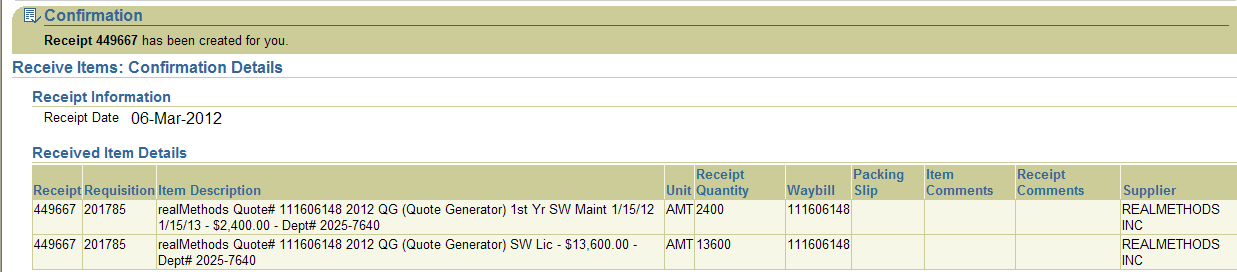 Confirmation
Receipt 449667 has been created for you.
Receive Items: Confirmation Details
Receipt Information
Receipt Date 06-Mar-2012
Received Item Details
Receipt Requisition Item Description Unit Receipt Quantity Waybill Packing Slip Item Comments Receipt Comments Supplier
449667 201785 realMethods Quote# 111606148 2012 QG (Quote Generator) 1st Yr SW Maint 1/15/12 AMT 2400 111606148 REALMETHODS
1/15/13 - $2,400.00 - Dept# 2025-7640 INC
449667 201785 realMethods Quote# 111606148 2012 QG (Quote Generator) SW Lic - $13,600.00 - AMT 13600 111606148 REALMETHODS
Dept# 2025-7640 INC